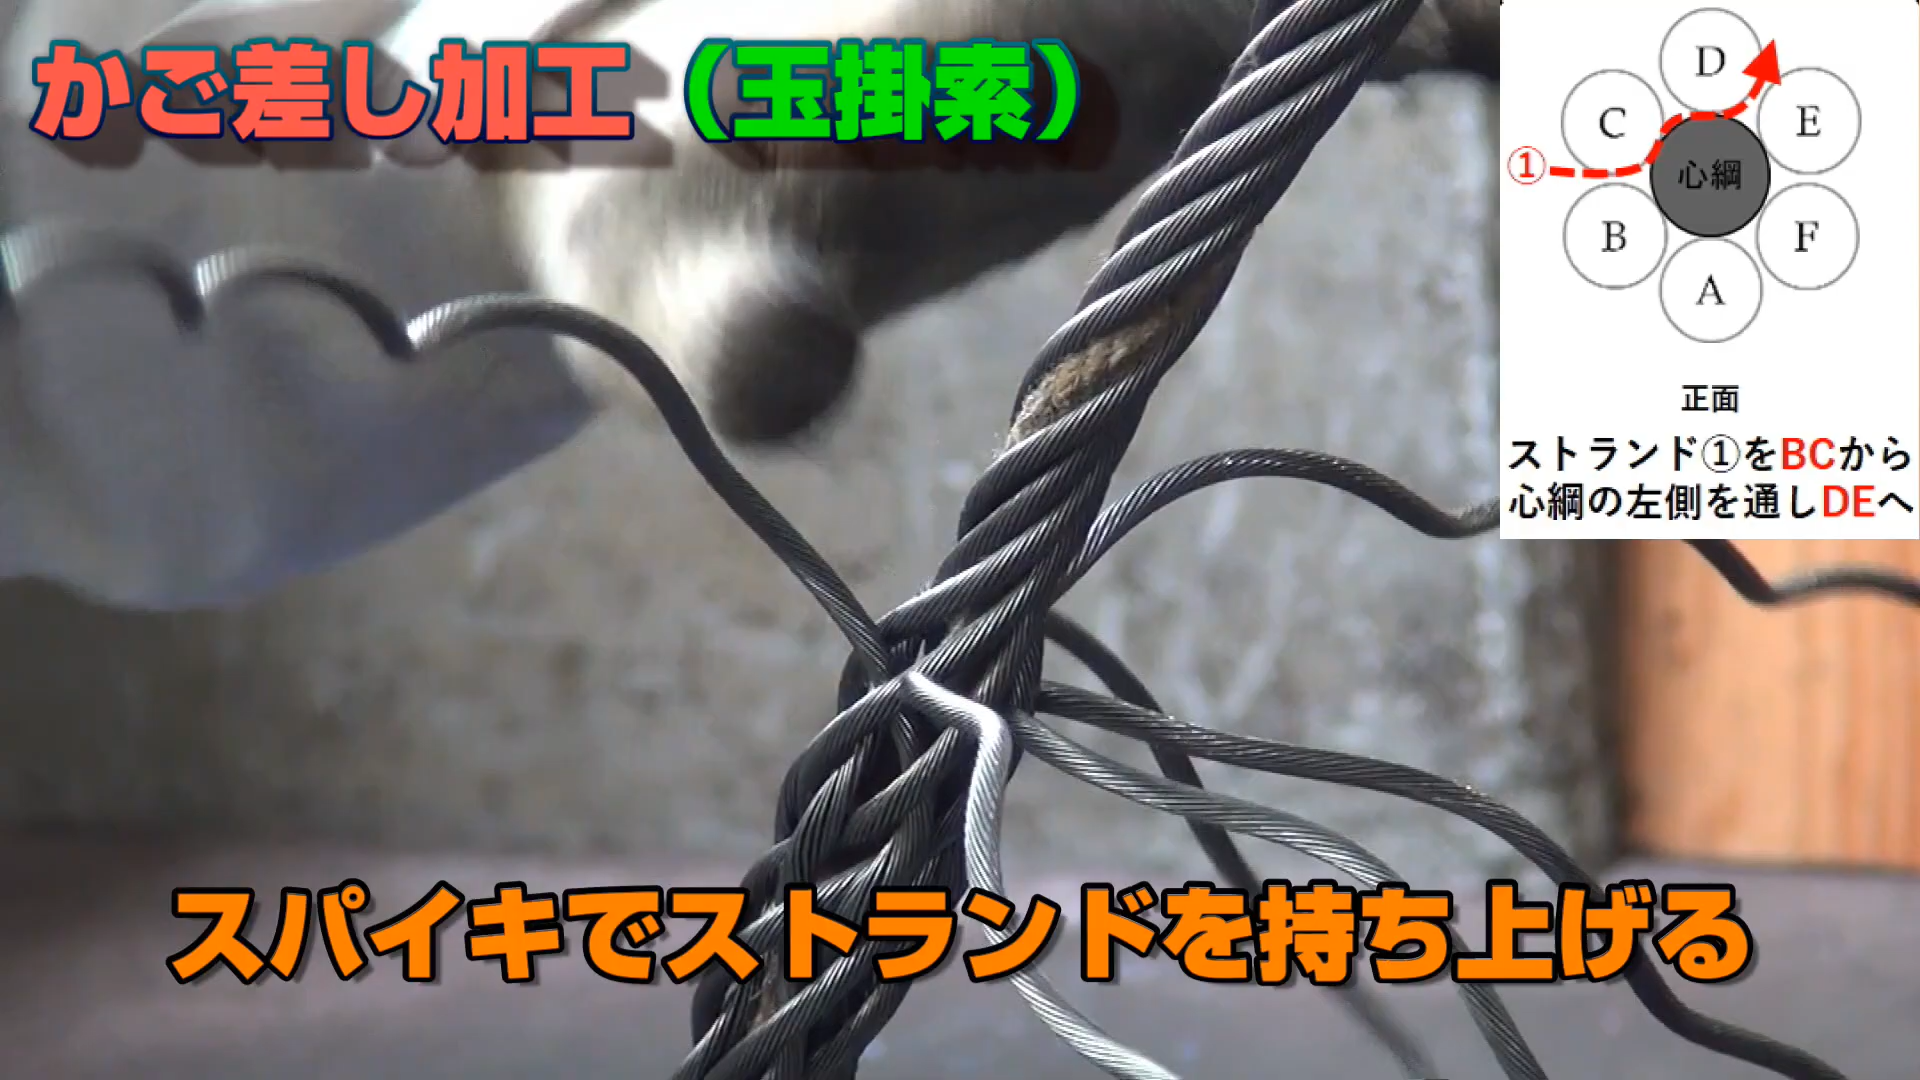 かご差し加工（玉掛索）
D
C
E
①
心綱
B
F
A
正面
ストランド①をBCから
心綱の左側を通しDEへ
スパイキでストランドを持ち上げる